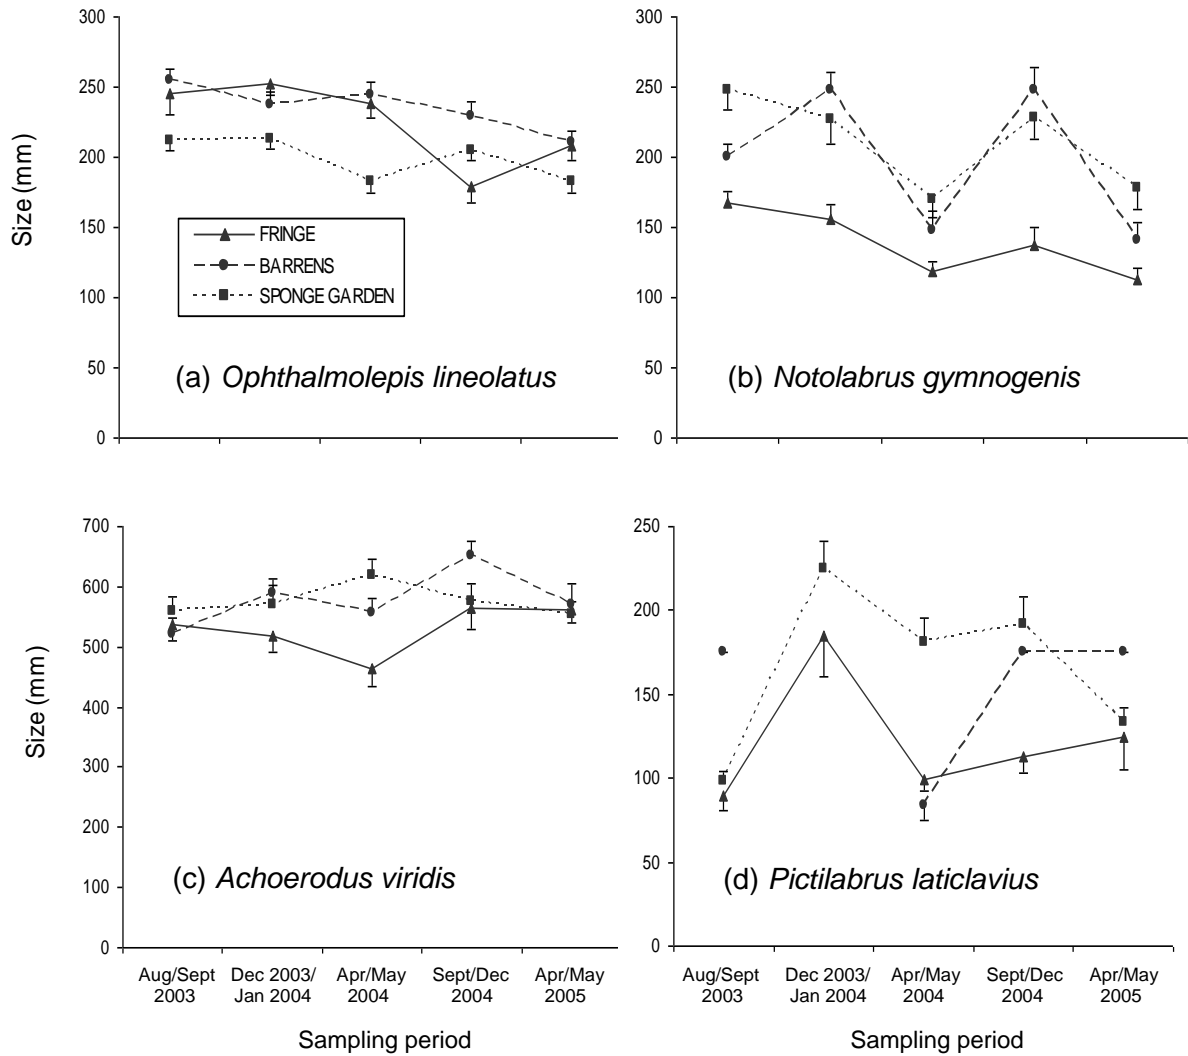 300
250
200
150
100
50
0
Size (mm)
FRINGE
BARRENS
SPONGE GARDEN
(a) Ophthalmolepis lineolatus
300
250
200
150
100
50
0
(b) Notolabrus gymnogenis
700
600
500
400
300
200
100
0
Size (mm)
(c) Achoerodus viridis
Aug/Sept Dec 2003/ Apr/May Sept/Dec Apr/May
2003 Jan 2004 2004 2004 2005
Sampling period
250
200
150
100
50
0
(d) Pictilabrus laticlavius
Aug/Sept Dec 2003/ Apr/May Sept/Dec Apr/May
2003 Jan 2004 2004 2004 2005
Sampling period